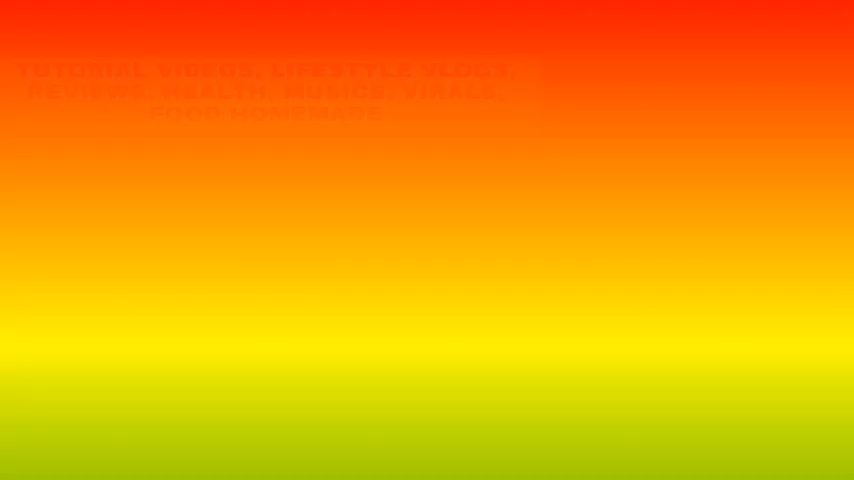 TUTORIAL VIDEOS, LIFESTYLE VLOGS,
REVIEWS, HEALTH, MUSICS, VIRALS,
FOOD HOMEMADE